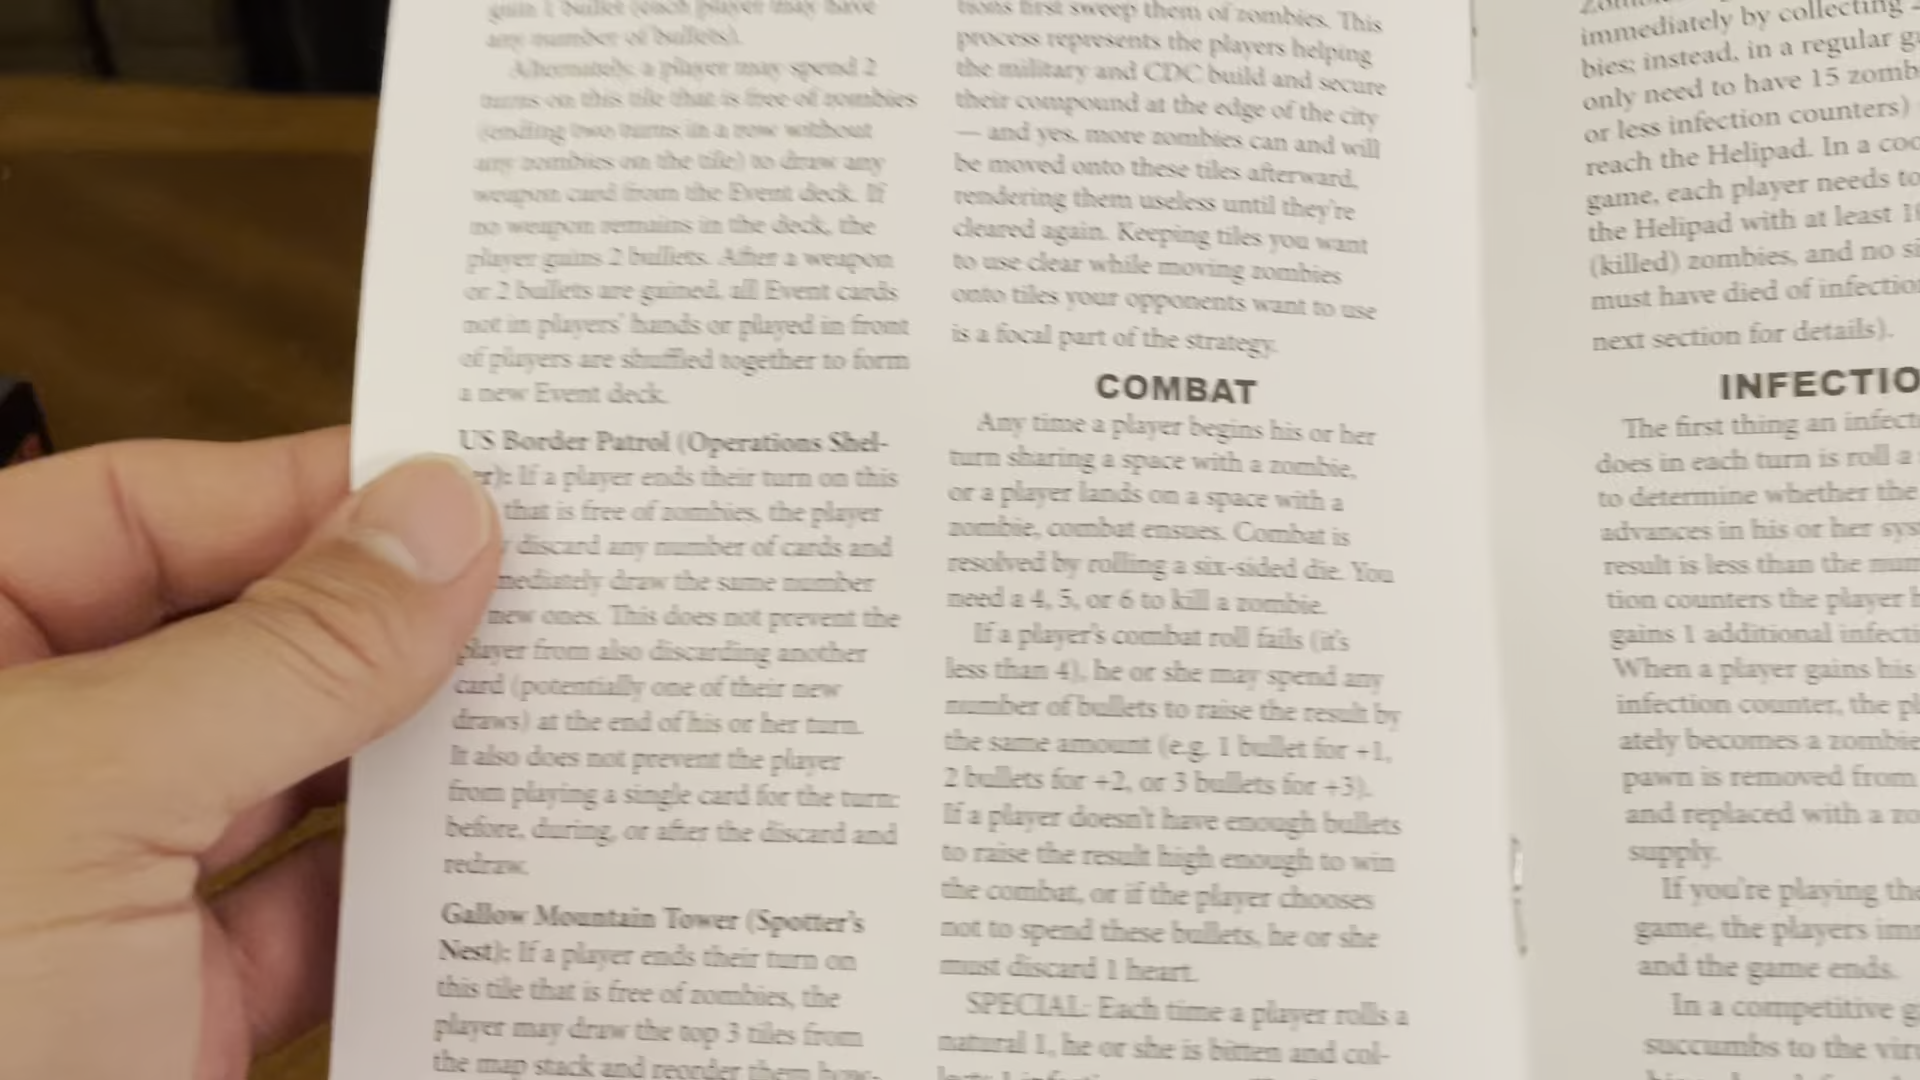 gain 1 bullet (each player may have
any number of bullets).
Alternately, a player may spend 2
turns on this tile that is free of zombies
(ending two turns in a row without
any zombies on the tile) to draw any
weapon card from the Event deck. If
no weapon remains in the deck, the
player gains 2 bullets. After a weapon
or 2 bullets are gained, all Event cards
not in players' hands or played in front
of players are shuffled together to form
a new Event deck.
US Border Patrol (Operations Shel-
er): If a player ends their turn on this
that is free of zombies, the player
discard any number of cards and
mediately draw the same number
new ones. This does not prevent the
player from also discarding another
card (potentially one of their new
draws) at the end of his or her turn.
It also does not prevent the player
from playing a single card for the turn:
before, during, or after the discard and
redraw.
Gallow Mountain Tower (Spotter's
Nest): If a player ends their turn on
this tile that is free of zombies, the
player may draw the top 3 tiles from
the map stack and reorder them
tions first sweep them of zombies. This
process represents the players helping
the military and CDC build and secure
their compound at the edge of the city
— and yes, more zombies can and will
be moved onto these tiles afterward,
rendering them useless until they're
cleared again. Keeping tiles you want
to use clear while moving zombies
onto tiles your opponents want to use
is a focal part of the strategy.
COMBAT
Any time a player begins his or her
turn sharing a space with a zombie,
or a player lands on a space with a
zombie, combat ensues. Combat is
resolved by rolling a six-sided die. You
need a 4, 5, or 6 to kill a zombie.
If a player's combat roll fails (it's
less than 4), he or she may spend any
number of bullets to raise the result by
the same amount (e.g. 1 bullet for +1,
2 bullets for +2, or 3 bullets for +3).
If a player doesn't have enough bullets
to raise the result high enough to win
the combat, or if the player chooses
not to spend these bullets, he or she
must discard 1 heart.
SPECIAL: Each time a player rolls a
natural 1, he or she is bitten and col-
immediately by collecting
bies; instead, in a regular g
only need to have 15 zomb
or less infection counters)
reach the Helipad. In a coo
game, each player needs to
the Helipad with at least
(killed) zombies, and no si
must have died of infection
next section for details).
INFECTIO
The first thing an infect
does in each turn is roll a
to determine whether the
advances in his or her sys
result is less than the num
tion counters the player h
gains 1 additional infecti
When a player gains his
infection counter, the pl
ately becomes a zombie
pawn is removed from
and replaced with a zo
supply.
If you're playing the
game, the players imm
and the game ends.
In a competitive g
succumbs to the viru